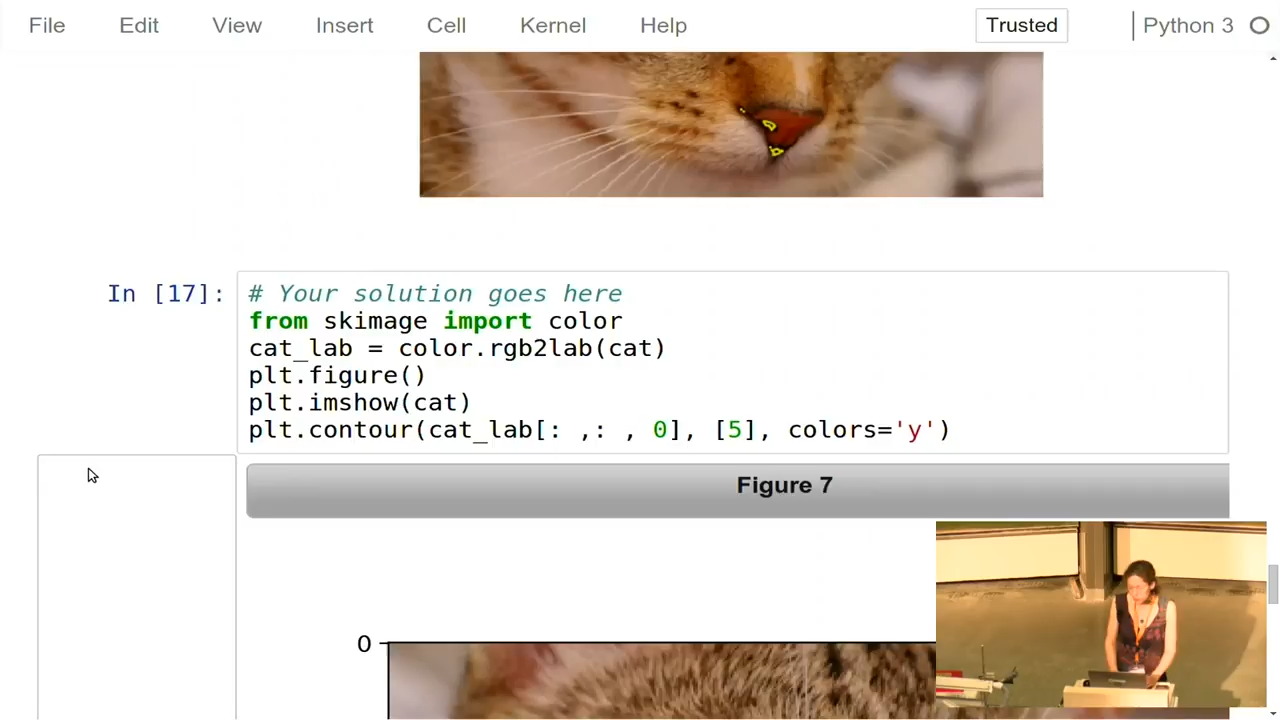 File Edit View Insert Cell Kernel Help Trusted Python 3
In [17]:
# Your solution goes here
from skimage import color
cat_lab = color.rgb2lab(cat)
plt.figure()
plt.imshow(cat)
plt.contour(cat_lab[: ,: , 0], [5], colors='y')
Figure 7
0